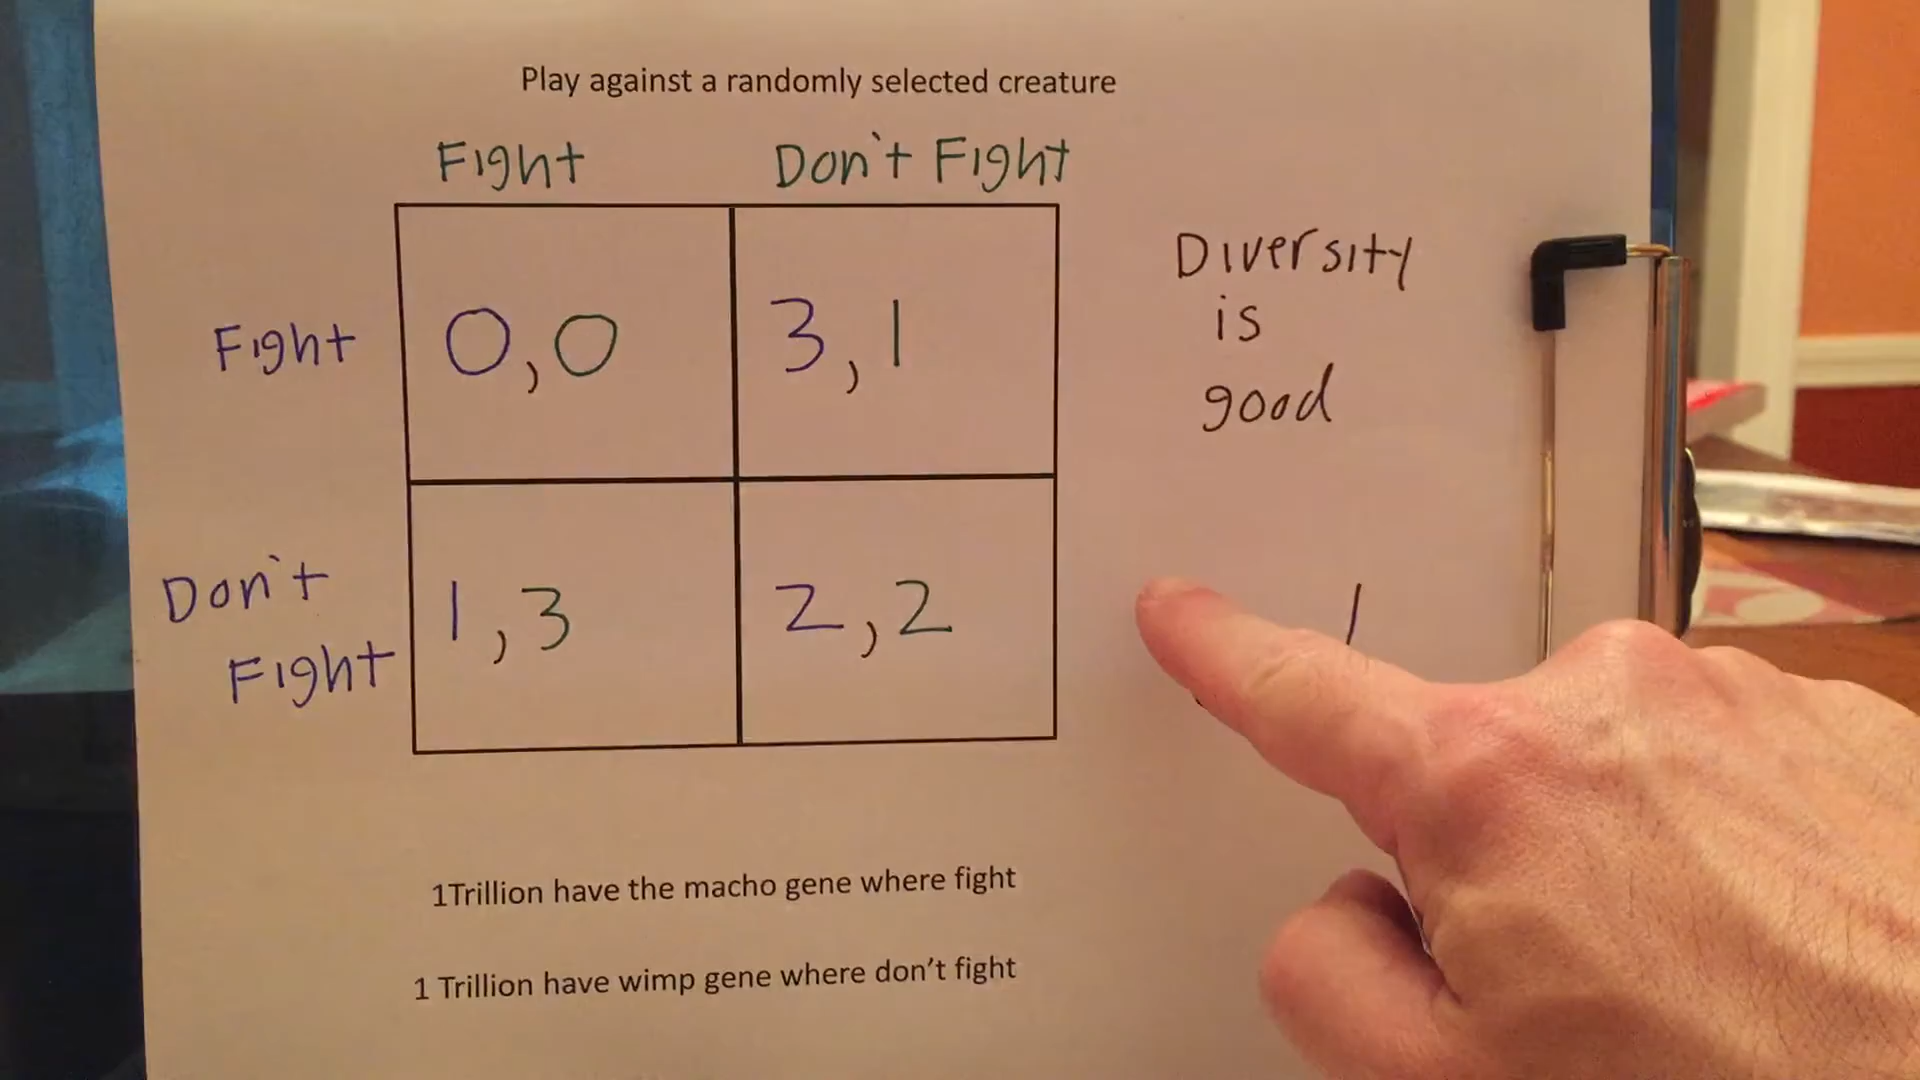 Play against a randomly selected creature
Fight Don't Fight
Fight 0,0 3,1
Diversity
is
good
Don't
Fight 1,3 2,2
1Trillion have the macho gene where fight
1 Trillion have wimp gene where don't fight